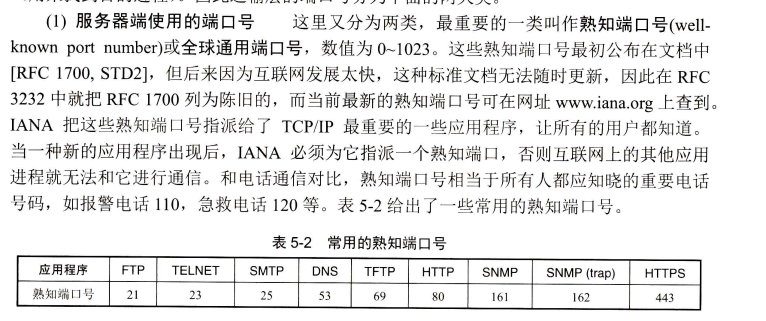 (1) 服务器端使用的端口号 这里又分为两类，最重要的一类叫作熟知端口号(well-
known port number)或全球通用端口号，数值为 0~1023。这些熟知端口号最初公布在文档中
[RFC 1700, STD2]，但后来因为互联网发展太快，这种标准文档无法随时更新，因此在 RFC
3232 中就把 RFC 1700 列为陈旧的，而当前最新的熟知端口号可在网址 www.iana.org 上查到。
IANA 把这些熟知端口号指派给了 TCP/IP 最重要的一些应用程序，让所有的用户都知道。
当一种新的应用程序出现后，IANA 必须为它指派一个熟知端口，否则互联网上的其他应用
进程就无法和它进行通信。和电话通信对比，熟知端口号相当于所有人都应知晓的重要电话
号码，如报警电话 110，急救电话 120 等。表 5-2 给出了一些常用的熟知端口号。
表 5-2 常用的熟知端口号
应用程序 FTP TELNET SMTP DNS TFTP HTTP SNMP SNMP (trap) HTTPS
熟知端口号 21 23 25 53 69 80 161 162 443